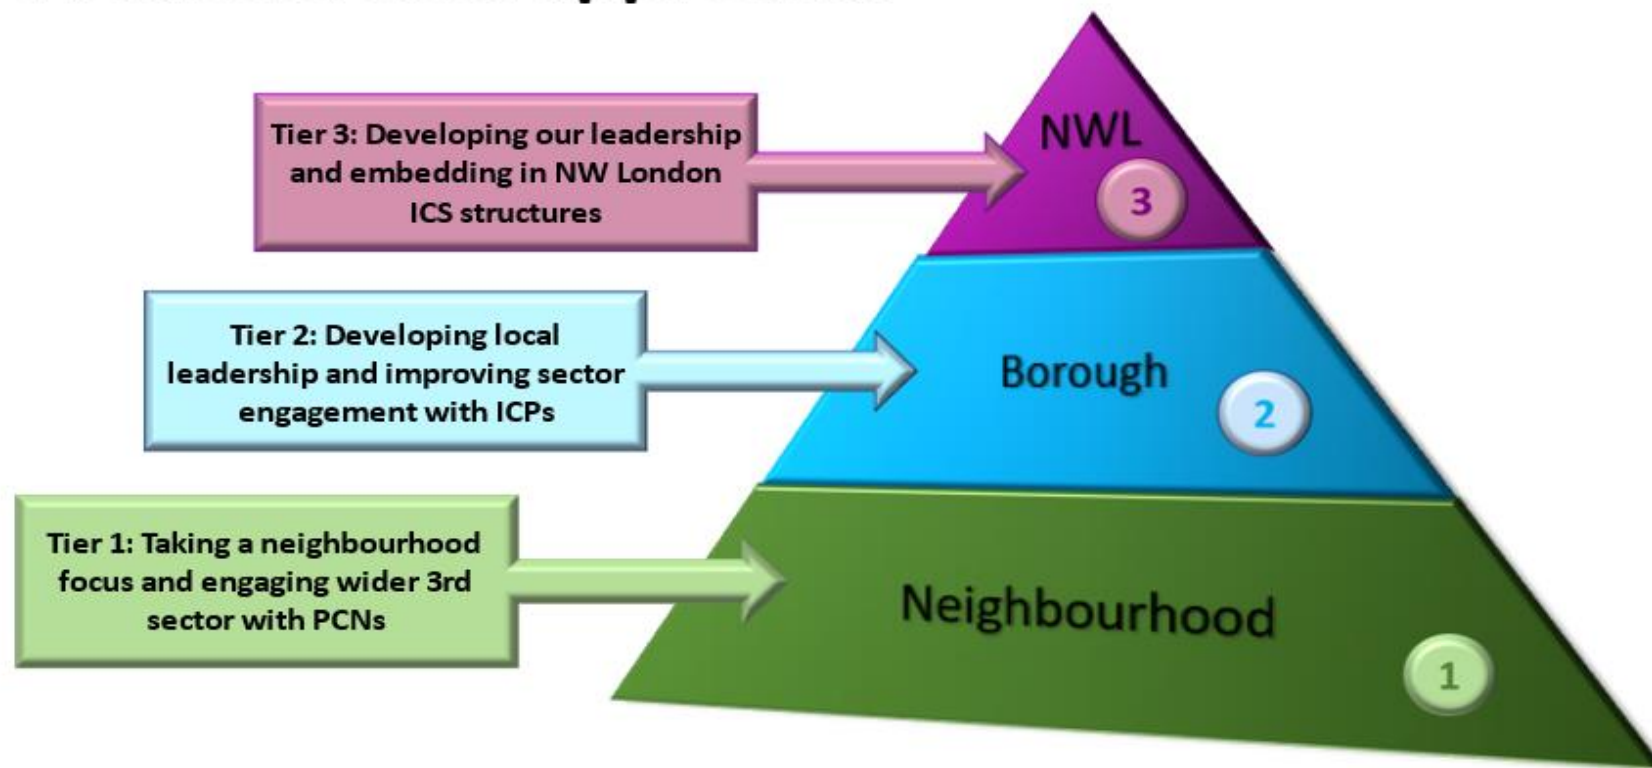 Tier 3: Developing our leadership
and embedding in NW London
ICS structures
NWL
3
Tier 2: Developing local
leadership and improving sector
engagement with ICPs
Borough
2
Tier 1: Taking a neighbourhood
focus and engaging wider 3rd
sector with PCNs
Neighbourhood
1